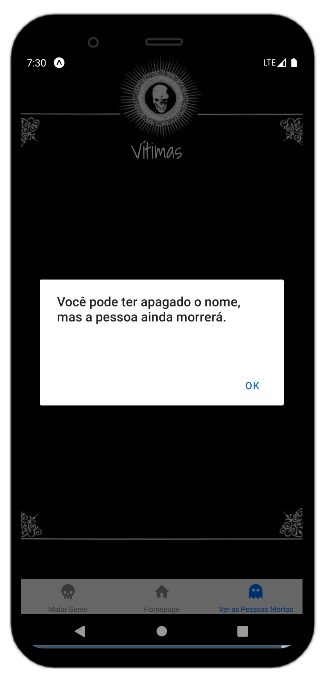 7:30
LTE
Vítimas
Você pode ter apagado o nome,
mas a pessoa ainda morrerá.
OK
Matar Gente
Homepage
Ver as Pessoas Mortas